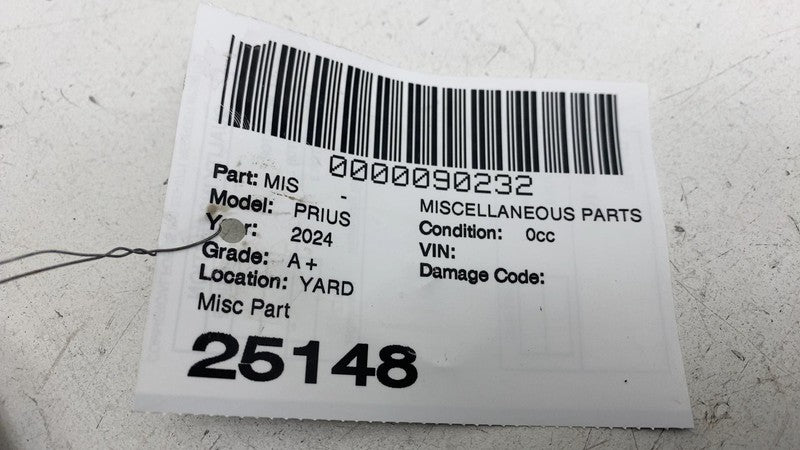 0000090232
Part: MIS - MISCELLANEOUS PARTS
Model: PRIUS Condition: 0cc
Year: 2024 VIN:
Grade: A+ Damage Code:
Location: YARD
Misc Part
25148